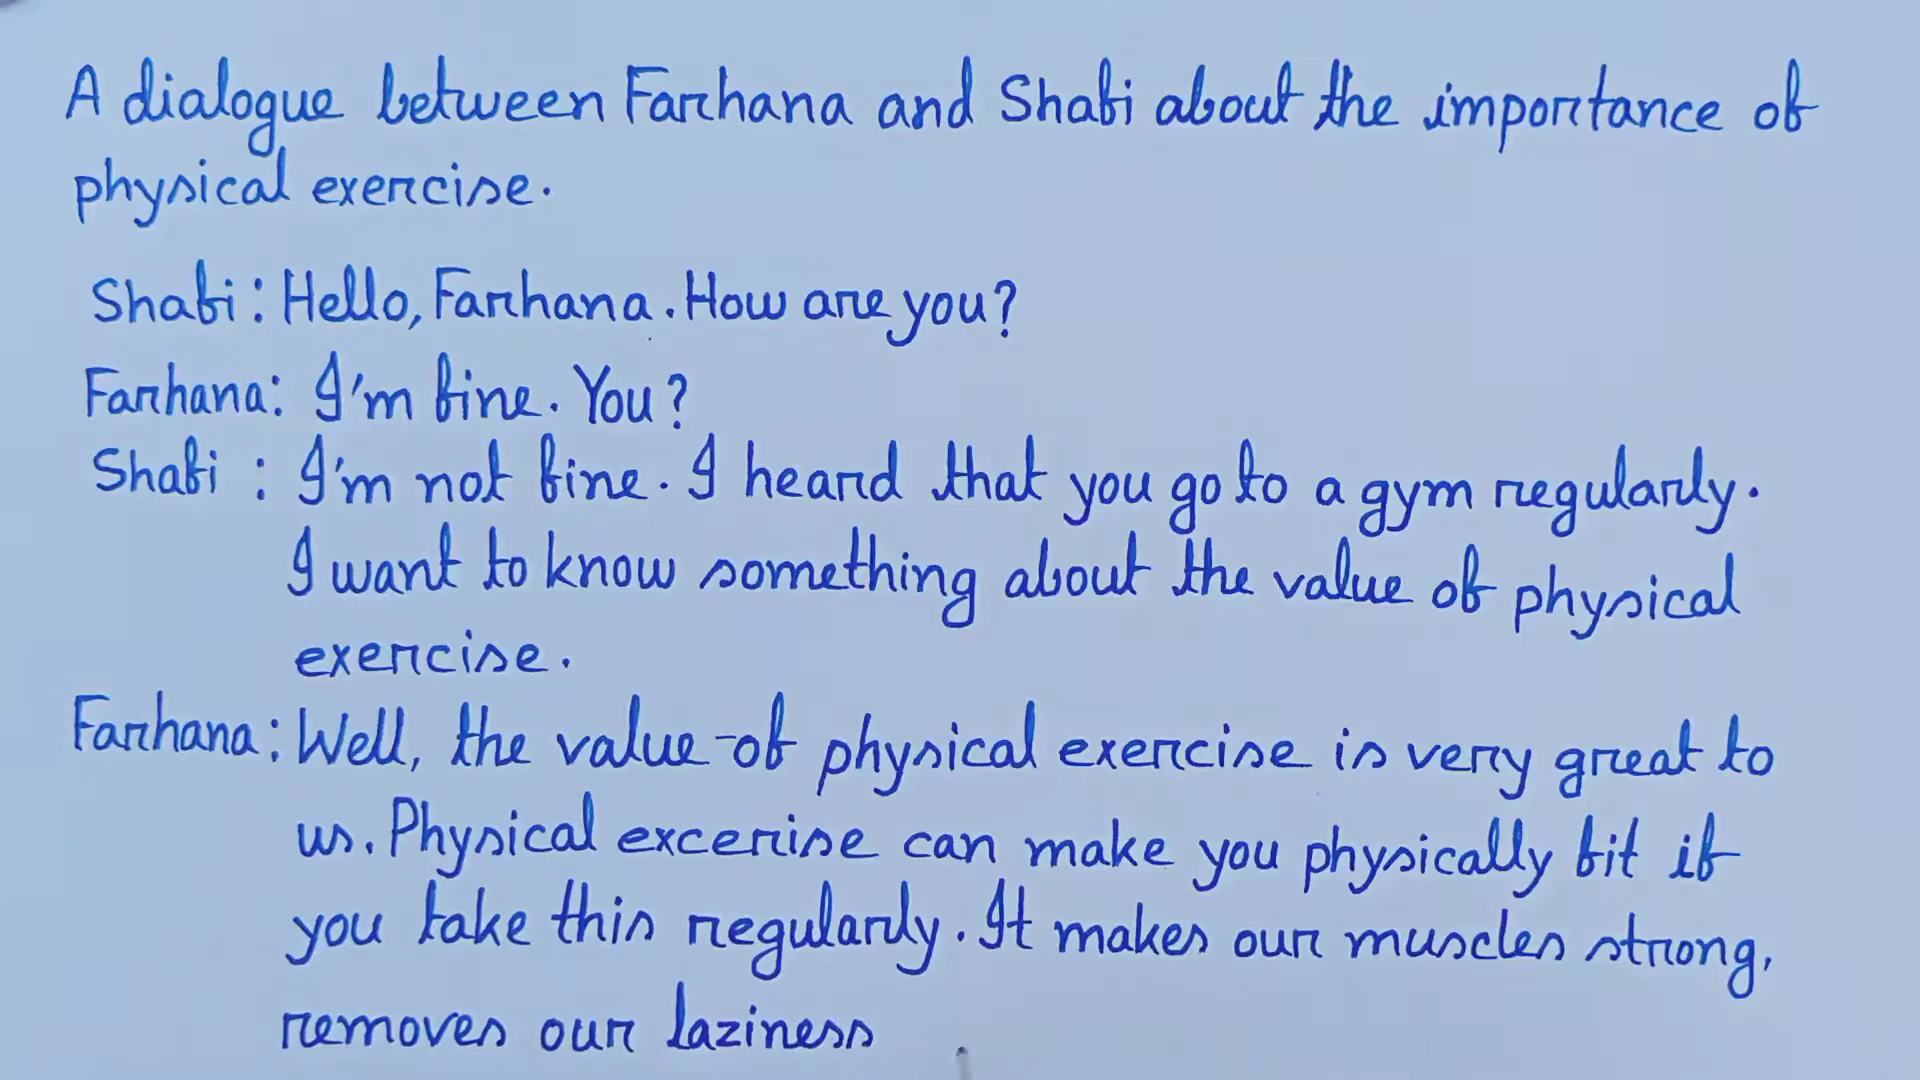 A dialogue between Farhana and Shafi about the importance of
physical exercise.
Shafi: Hello, Farhana. How are you?
Farhana: I'm fine. You?
Shafi : I'm not fine. I heard that you go to a gym regularly.
I want to know something about the value of physical
exercise.
Farhana: Well, the value of physical exercise is very great to
us. Physical excerise can make you physically fit if
you take this regularly. It makes our muscles strong,
removes our laziness